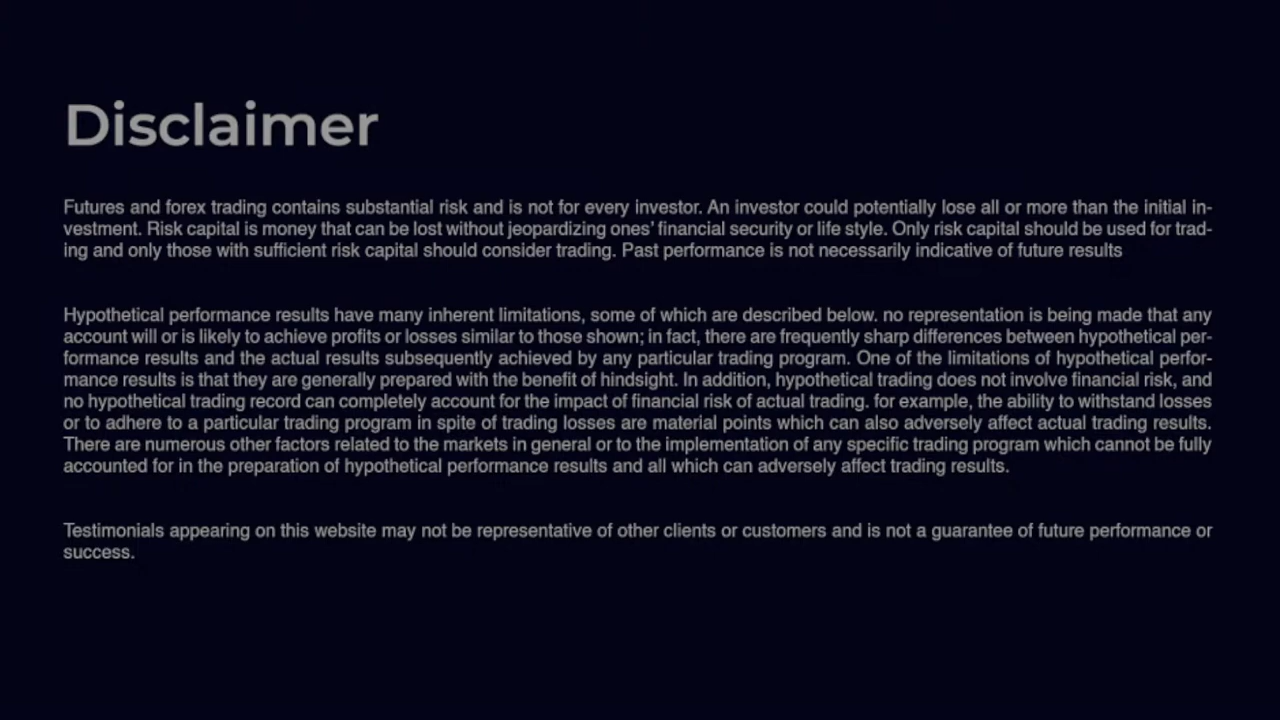 Disclaimer
Futures and forex trading contains substantial risk and is not for every investor. An investor could potentially lose all or more than the initial in-
vestment. Risk capital is money that can be lost without jeopardizing ones’ financial security or life style. Only risk capital should be used for trad-
ing and only those with sufficient risk capital should consider trading. Past performance is not necessarily indicative of future results
Hypothetical performance results have many inherent limitations, some of which are described below. no representation is being made that any
account will or is likely to achieve profits or losses similar to those shown; in fact, there are frequently sharp differences between hypothetical per-
formance results and the actual results subsequently achieved by any particular trading program. One of the limitations of hypothetical perfor-
mance results is that they are generally prepared with the benefit of hindsight. In addition, hypothetical trading does not involve financial risk, and
no hypothetical trading record can completely account for the impact of financial risk of actual trading. for example, the ability to withstand losses
or to adhere to a particular trading program in spite of trading losses are material points which can also adversely affect actual trading results.
There are numerous other factors related to the markets in general or to the implementation of any specific trading program which cannot be fully
accounted for in the preparation of hypothetical performance results and all which can adversely affect trading results.
Testimonials appearing on this website may not be representative of other clients or customers and is not a guarantee of future performance or
success.